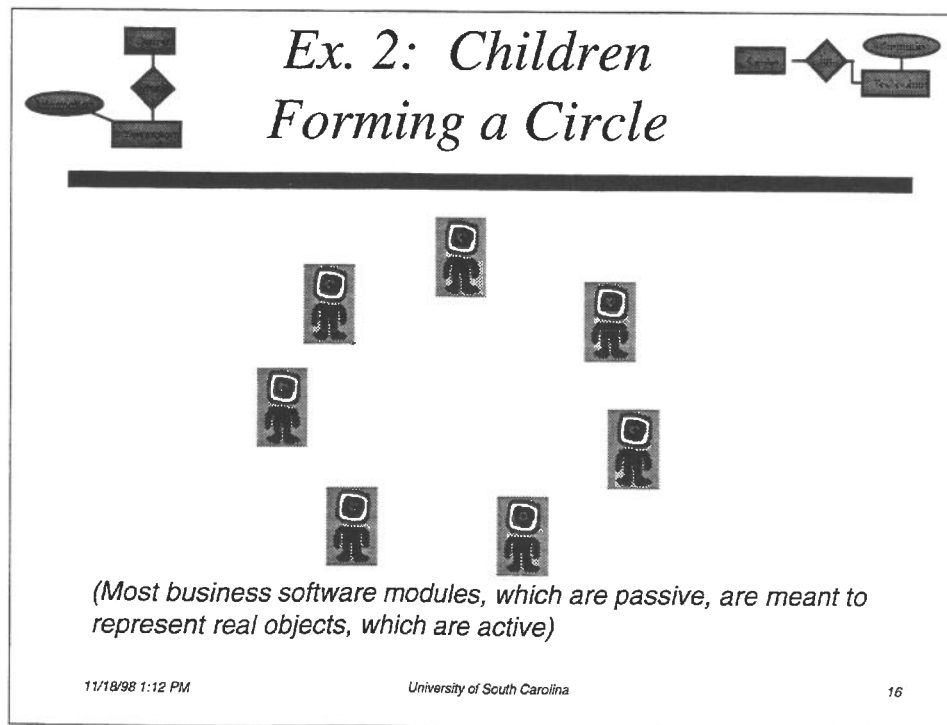 Ex. 2: Children
Forming a Circle
(Most business software modules, which are passive, are meant to
represent real objects, which are active)
11/18/98 1:12 PM
University of South Carolina
16